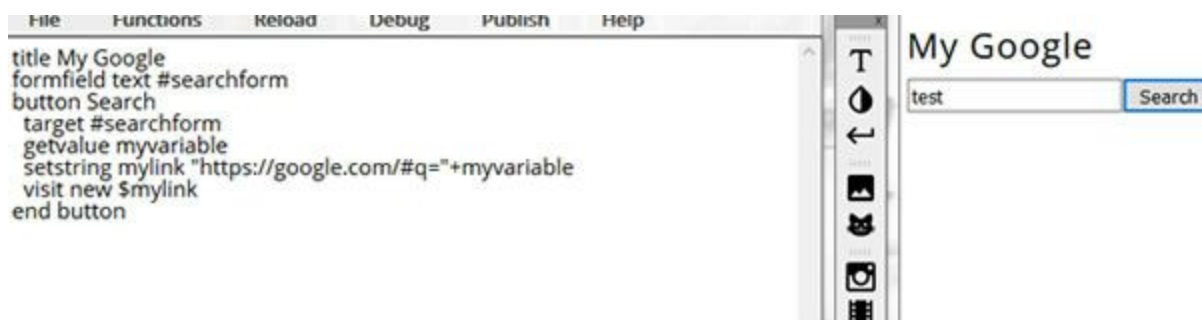 File Functions Reload Debug Publish Help
title My Google
formfield text #searchform
button Search
target #searchform
getvalue myvariable
setstring mylink "https://google.com/#q="+myvariable
visit new $mylink
end button
x
T
My Google
test Search